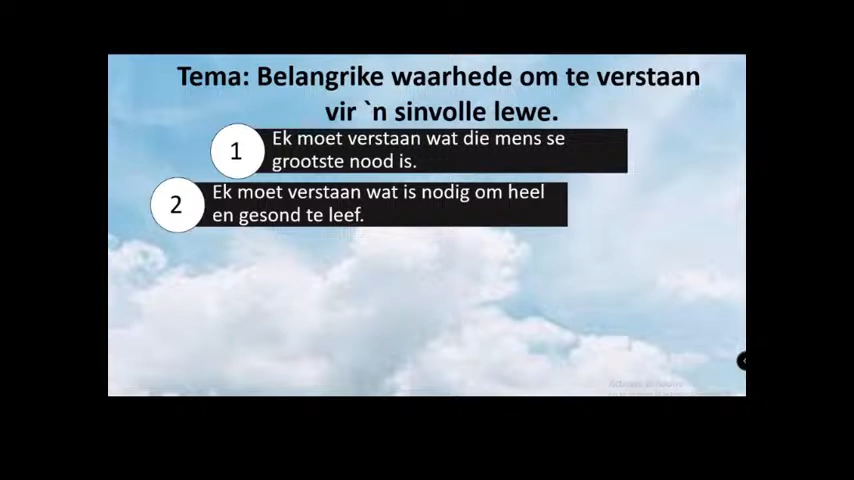 Tema: Belangrike waarhede om te verstaan
vir `n sinvolle lewe.
1
Ek moet verstaan wat die mens se
grootste nood is.
2
Ek moet verstaan wat is nodig om heel
en gesond te leef.